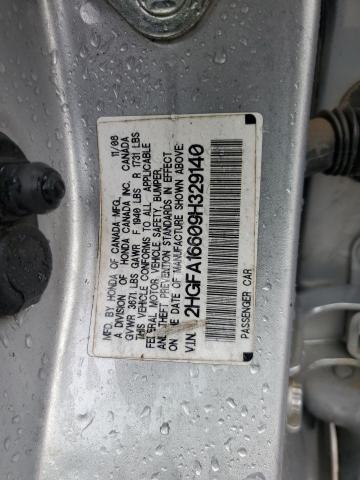 MFD. BY HONDA OF CANADA MFG. 11/08
A DIVISION OF HONDA CANADA INC. CANADA
GVWR 3671 LBS GAWR F 1940 LBS R 1731 LBS
THIS VEHICLE CONFORMS TO ALL APPLICABLE
FEDERAL MOTOR VEHICLE SAFETY, BUMPER,
AND THEFT PREVENTION STANDARDS IN EFFECT
ON THE DATE OF MANUFACTURE SHOWN ABOVE.
VIN: 2HGFA16609H329140
PASSENGER CAR